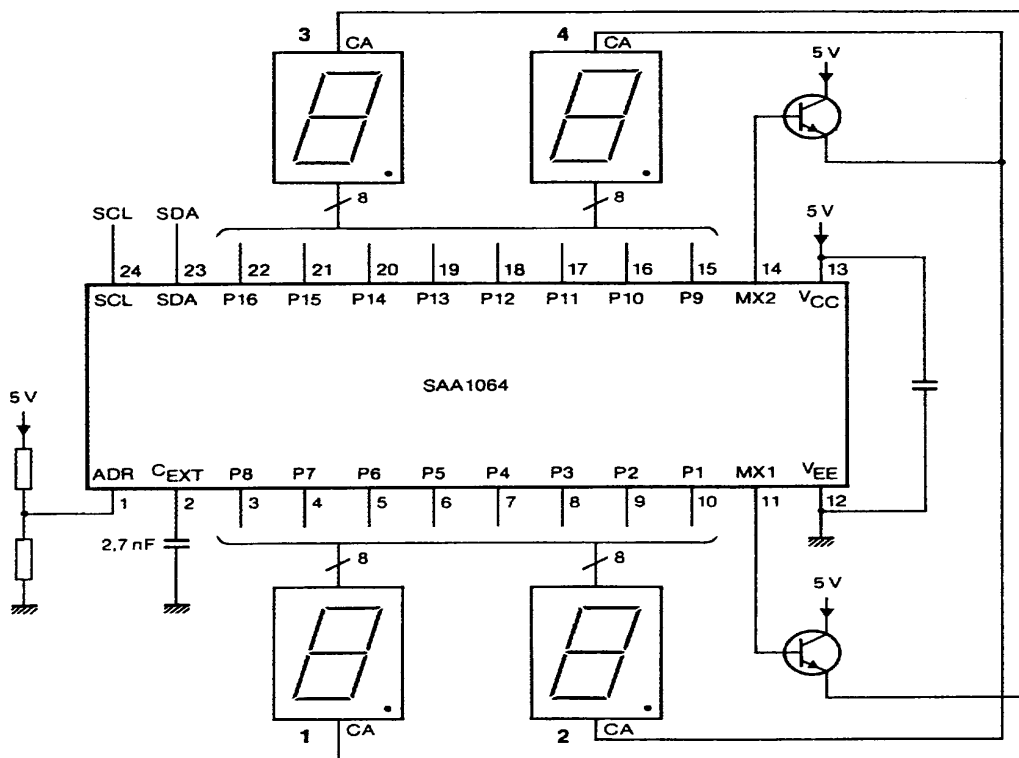 3 CA 4 CA
5 V
8 8
SCL SDA 5 V
24 23 22 21 20 19 18 17 16 15 14 13
SCL SDA P16 P15 P14 P13 P12 P11 P10 P9 MX2 VCC
SAA1064
5 V
ADR CEXT P8 P7 P6 P5 P4 P3 P2 P1 MX1 VEE
1 2 3 4 5 6 7 8 9 10 11 12
2,7 nF 8 8
5 V
1 CA 2 CA